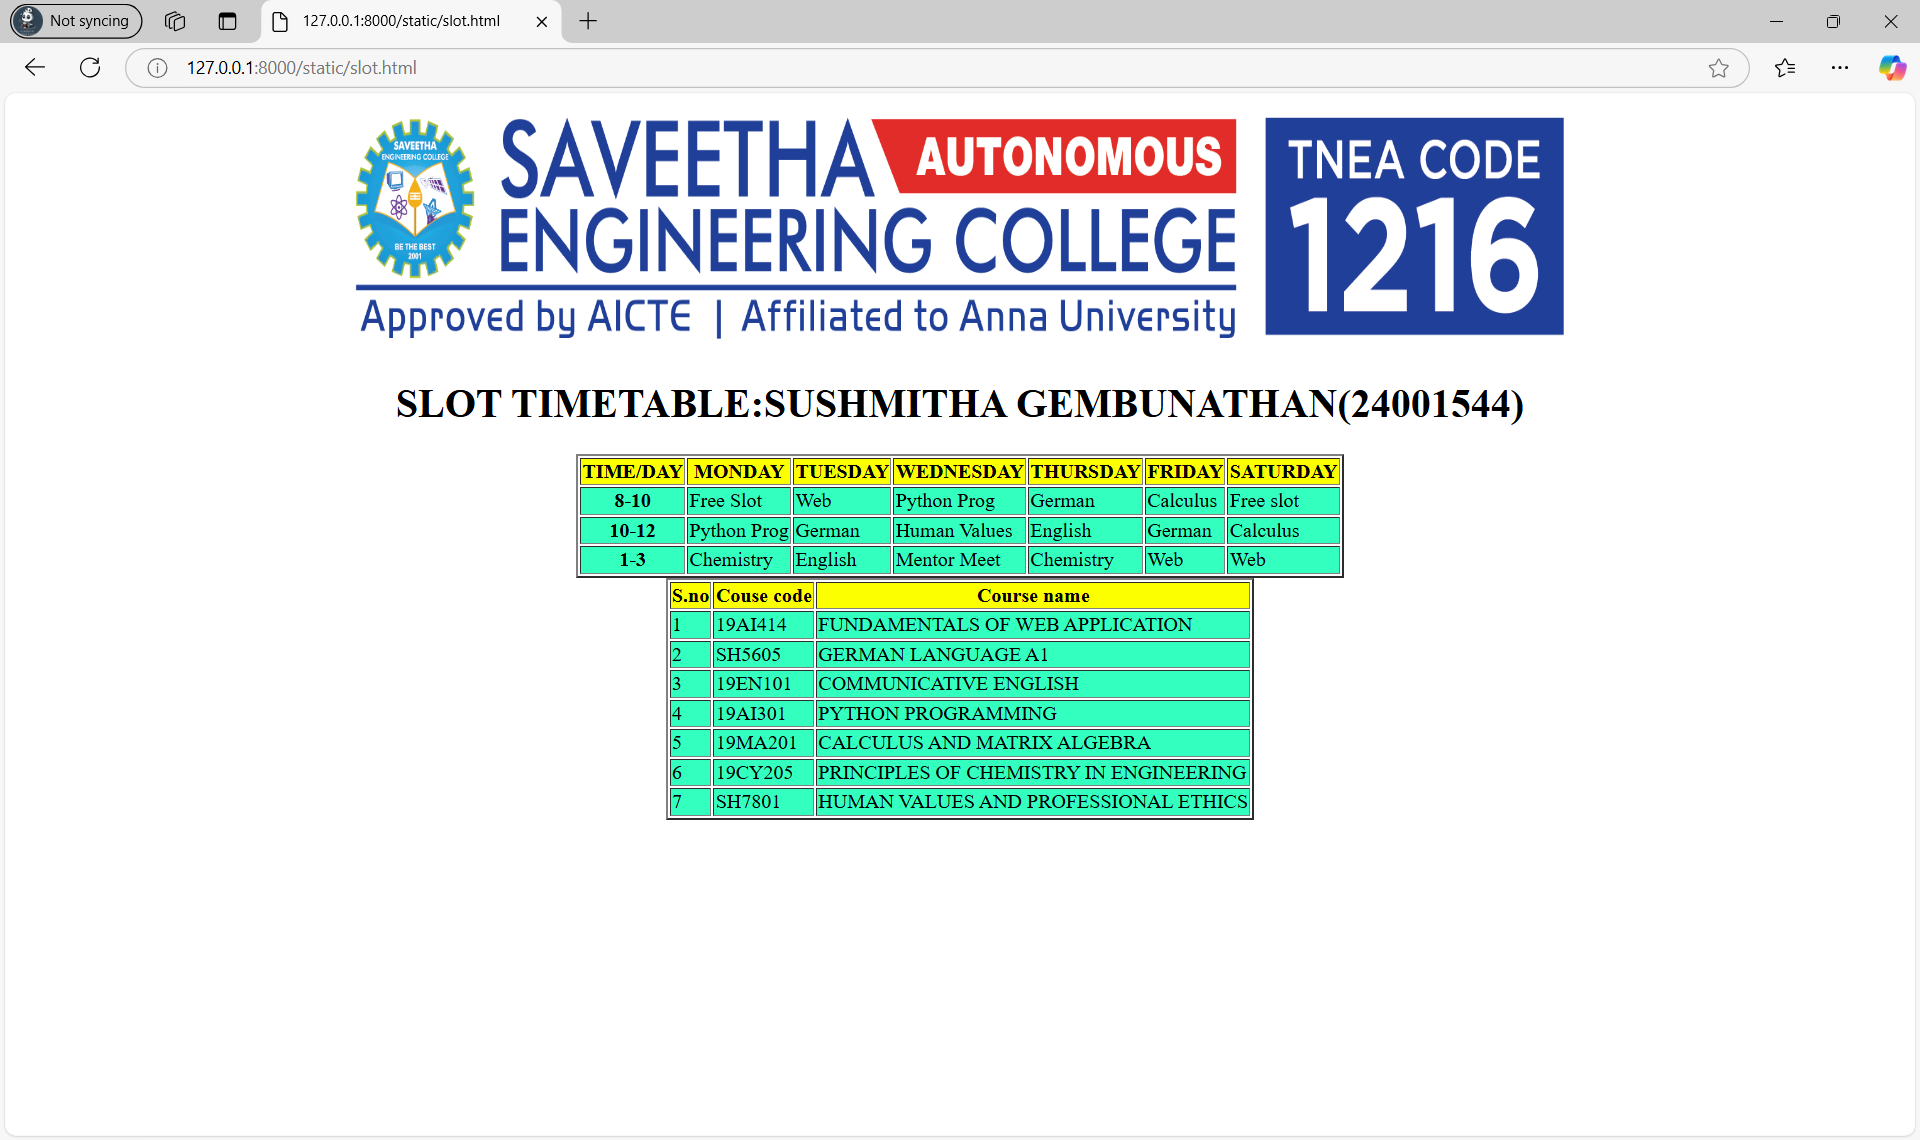 Not syncing
127.0.0.1:8000/static/slot.html
127.0.0.1:8000/static/slot.html
SAVEETHA
ENGINEERING COLLEGE
BE THE BEST
2001
SAVEETHA AUTONOMOUS
ENGINEERING COLLEGE
Approved by AICTE | Affiliated to Anna University
TNEA CODE
1216
SLOT TIMETABLE:SUSHMITHA GEMBUNATHAN(24001544)
TIME/DAY MONDAY TUESDAY WEDNESDAY THURSDAY FRIDAY SATURDAY
8-10 Free Slot Web Python Prog German Calculus Free slot
10-12 Python Prog German Human Values English German Calculus
1-3 Chemistry English Mentor Meet Chemistry Web Web
S.no Couse code Course name
1 19AI414 FUNDAMENTALS OF WEB APPLICATION
2 SH5605 GERMAN LANGUAGE A1
3 19EN101 COMMUNICATIVE ENGLISH
4 19AI301 PYTHON PROGRAMMING
5 19MA201 CALCULUS AND MATRIX ALGEBRA
6 19CY205 PRINCIPLES OF CHEMISTRY IN ENGINEERING
7 SH7801 HUMAN VALUES AND PROFESSIONAL ETHICS